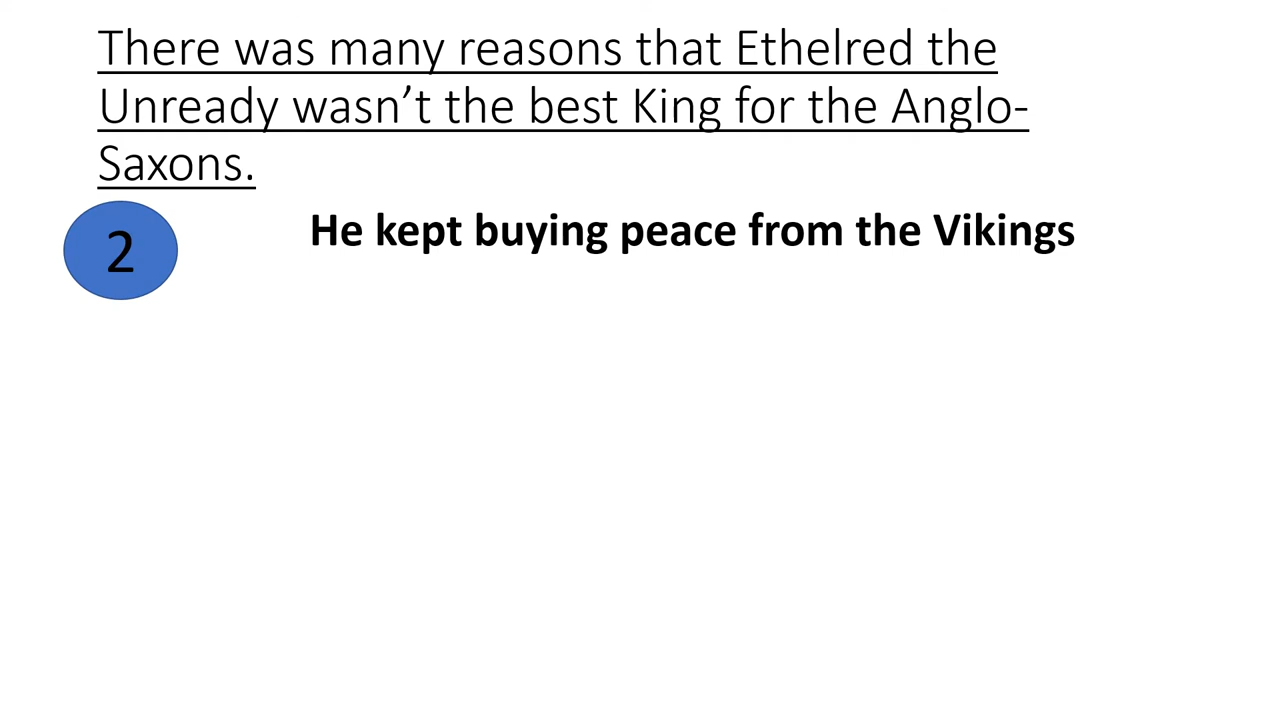 There was many reasons that Ethelred the
Unready wasn’t the best King for the Anglo-
Saxons.
2
He kept buying peace from the Vikings